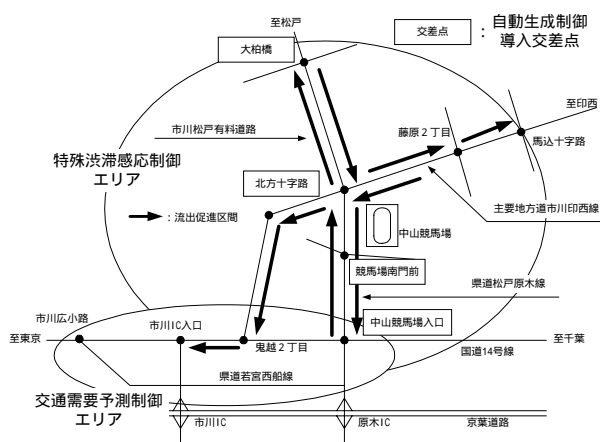 至松戸
大柏橋
交差点
：
自動生成制御
導入交差点
至印西
市川松戸有料道路
藤原２丁目
馬込十字路
特殊渋滞感応制御
エリア
北方十字路
主要地方道市川印西線
：流出促進区間
中山競馬場
競馬場南門前
県道松戸原木線
市川広小路
市川IC入口
中山競馬場入口
至東京
鬼越２丁目
至千葉
国道14号線
県道若宮西船線
交通需要予測制御
エリア
市川IC
原木IC
京葉道路